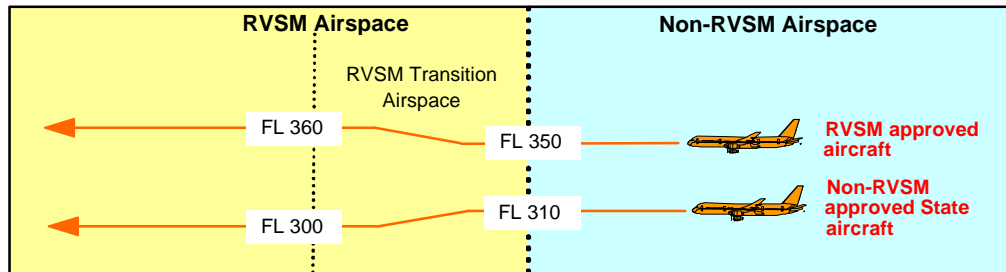 RVSM Airspace
Non-RVSM Airspace
RVSM Transition
Airspace
FL 360
FL 350
RVSM approved
aircraft
FL 300
FL 310
Non-RVSM
approved State
aircraft